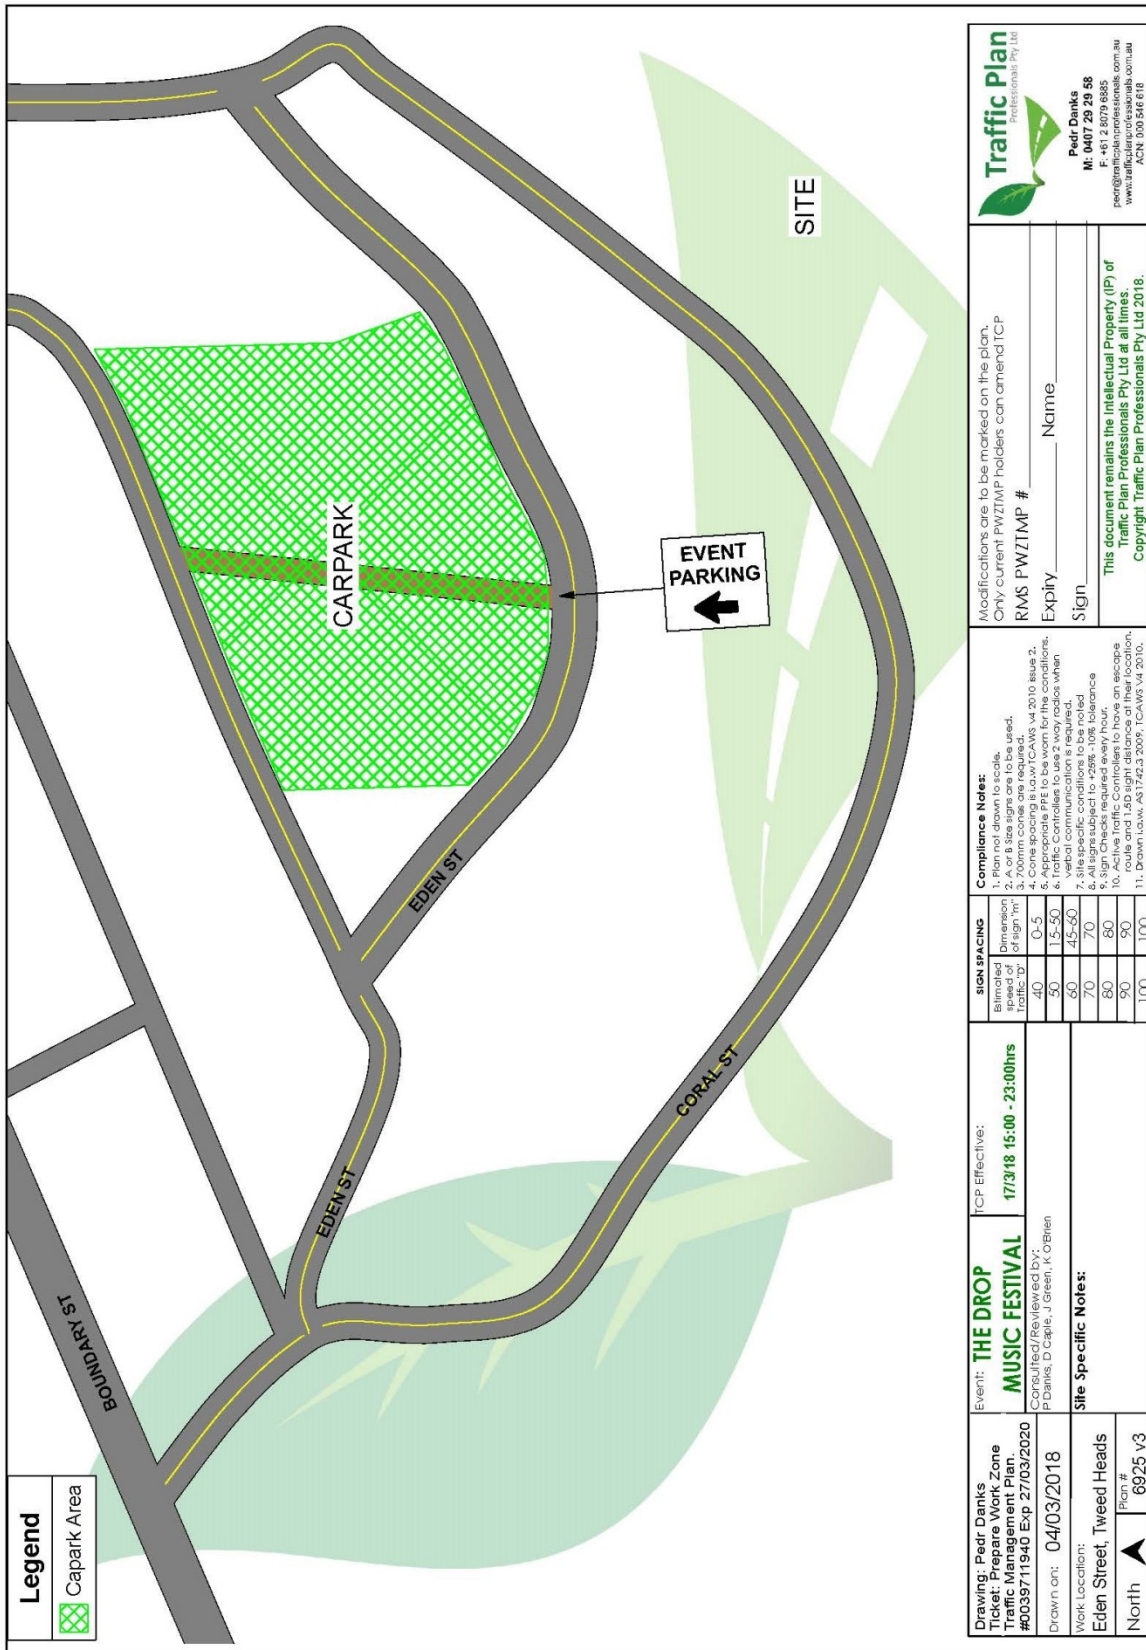 Legend
Capark Area
BOUNDARY ST
EDEN ST
EDEN ST
CORAL ST
CARPARK
EVENT
PARKING
SITE
Drawing: Pedr Danks
Ticket: Prepare Work Zone
Traffic Management Plan.
#0039711940 Exp 27/03/2020
Drawn on: 04/03/2018
Work Location:
Eden Street, Tweed Heads
North
Plan #
6925 v3
Event: THE DROP
MUSIC FESTIVAL
TCP Effective:
17/3/18 15:00 - 23:00hrs
Consulted/Reviewed by:
P Danks, D Caple, J Green, K O'Brien
Site Specific Notes:
SIGN SPACING
Estimated speed of Traffic "D"
Dimension of sign "m"
40 0-5
50 15-50
60 45-60
70 70
80 80
90 90
100 100
Compliance Notes:
1. Plan not drawn to scale.
2. A or B Size signs are to be used.
3. 700mm cones are required.
4. Cone spacing is i.a.w TCAWS v4 2010 Issue 2.
5. Appropriate PPE to be worn for the conditions.
6. Traffic Controllers to use 2 way radios when
verbal communication is required.
7. Site specific conditions to be noted
8. All signs subject to +25% -10% tolerance
9. Sign Checks required every hour.
10. Active Traffic Controllers to have an escape
route and 1.5D sight distance at their location.
11. Drawn i.a.w. AS1742.3 2009, TCAWS V4 2010.
Modifications are to be marked on the plan.
Only current PWZTMP holders can amend TCP
RMS PWZTMP #
Expiry Name
Sign
This document remains the Intellectual Property (IP) of
Traffic Plan Professionals Pty Ltd at all times.
Copyright Traffic Plan Professionals Pty Ltd 2018.
Traffic Plan
Professionals Pty Ltd
Pedr Danks
M: 0407 29 29 58
F: +61 2 8079 6885
pedr@trafficplanprofessionals.com.au
www.trafficplanprofessionals.com.au
ACN: 000 546 618